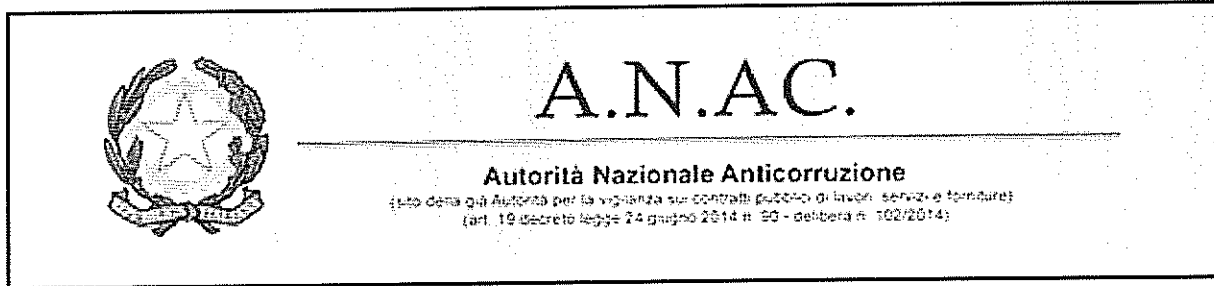 A.N.AC.
Autorità Nazionale Anticorruzione
(sito della già Autorità per la vigilanza sui contratti pubblici di lavori, servizi e forniture)
(art. 19 decreto legge 24 giugno 2014 n. 90 - delibera n. 102/2014)